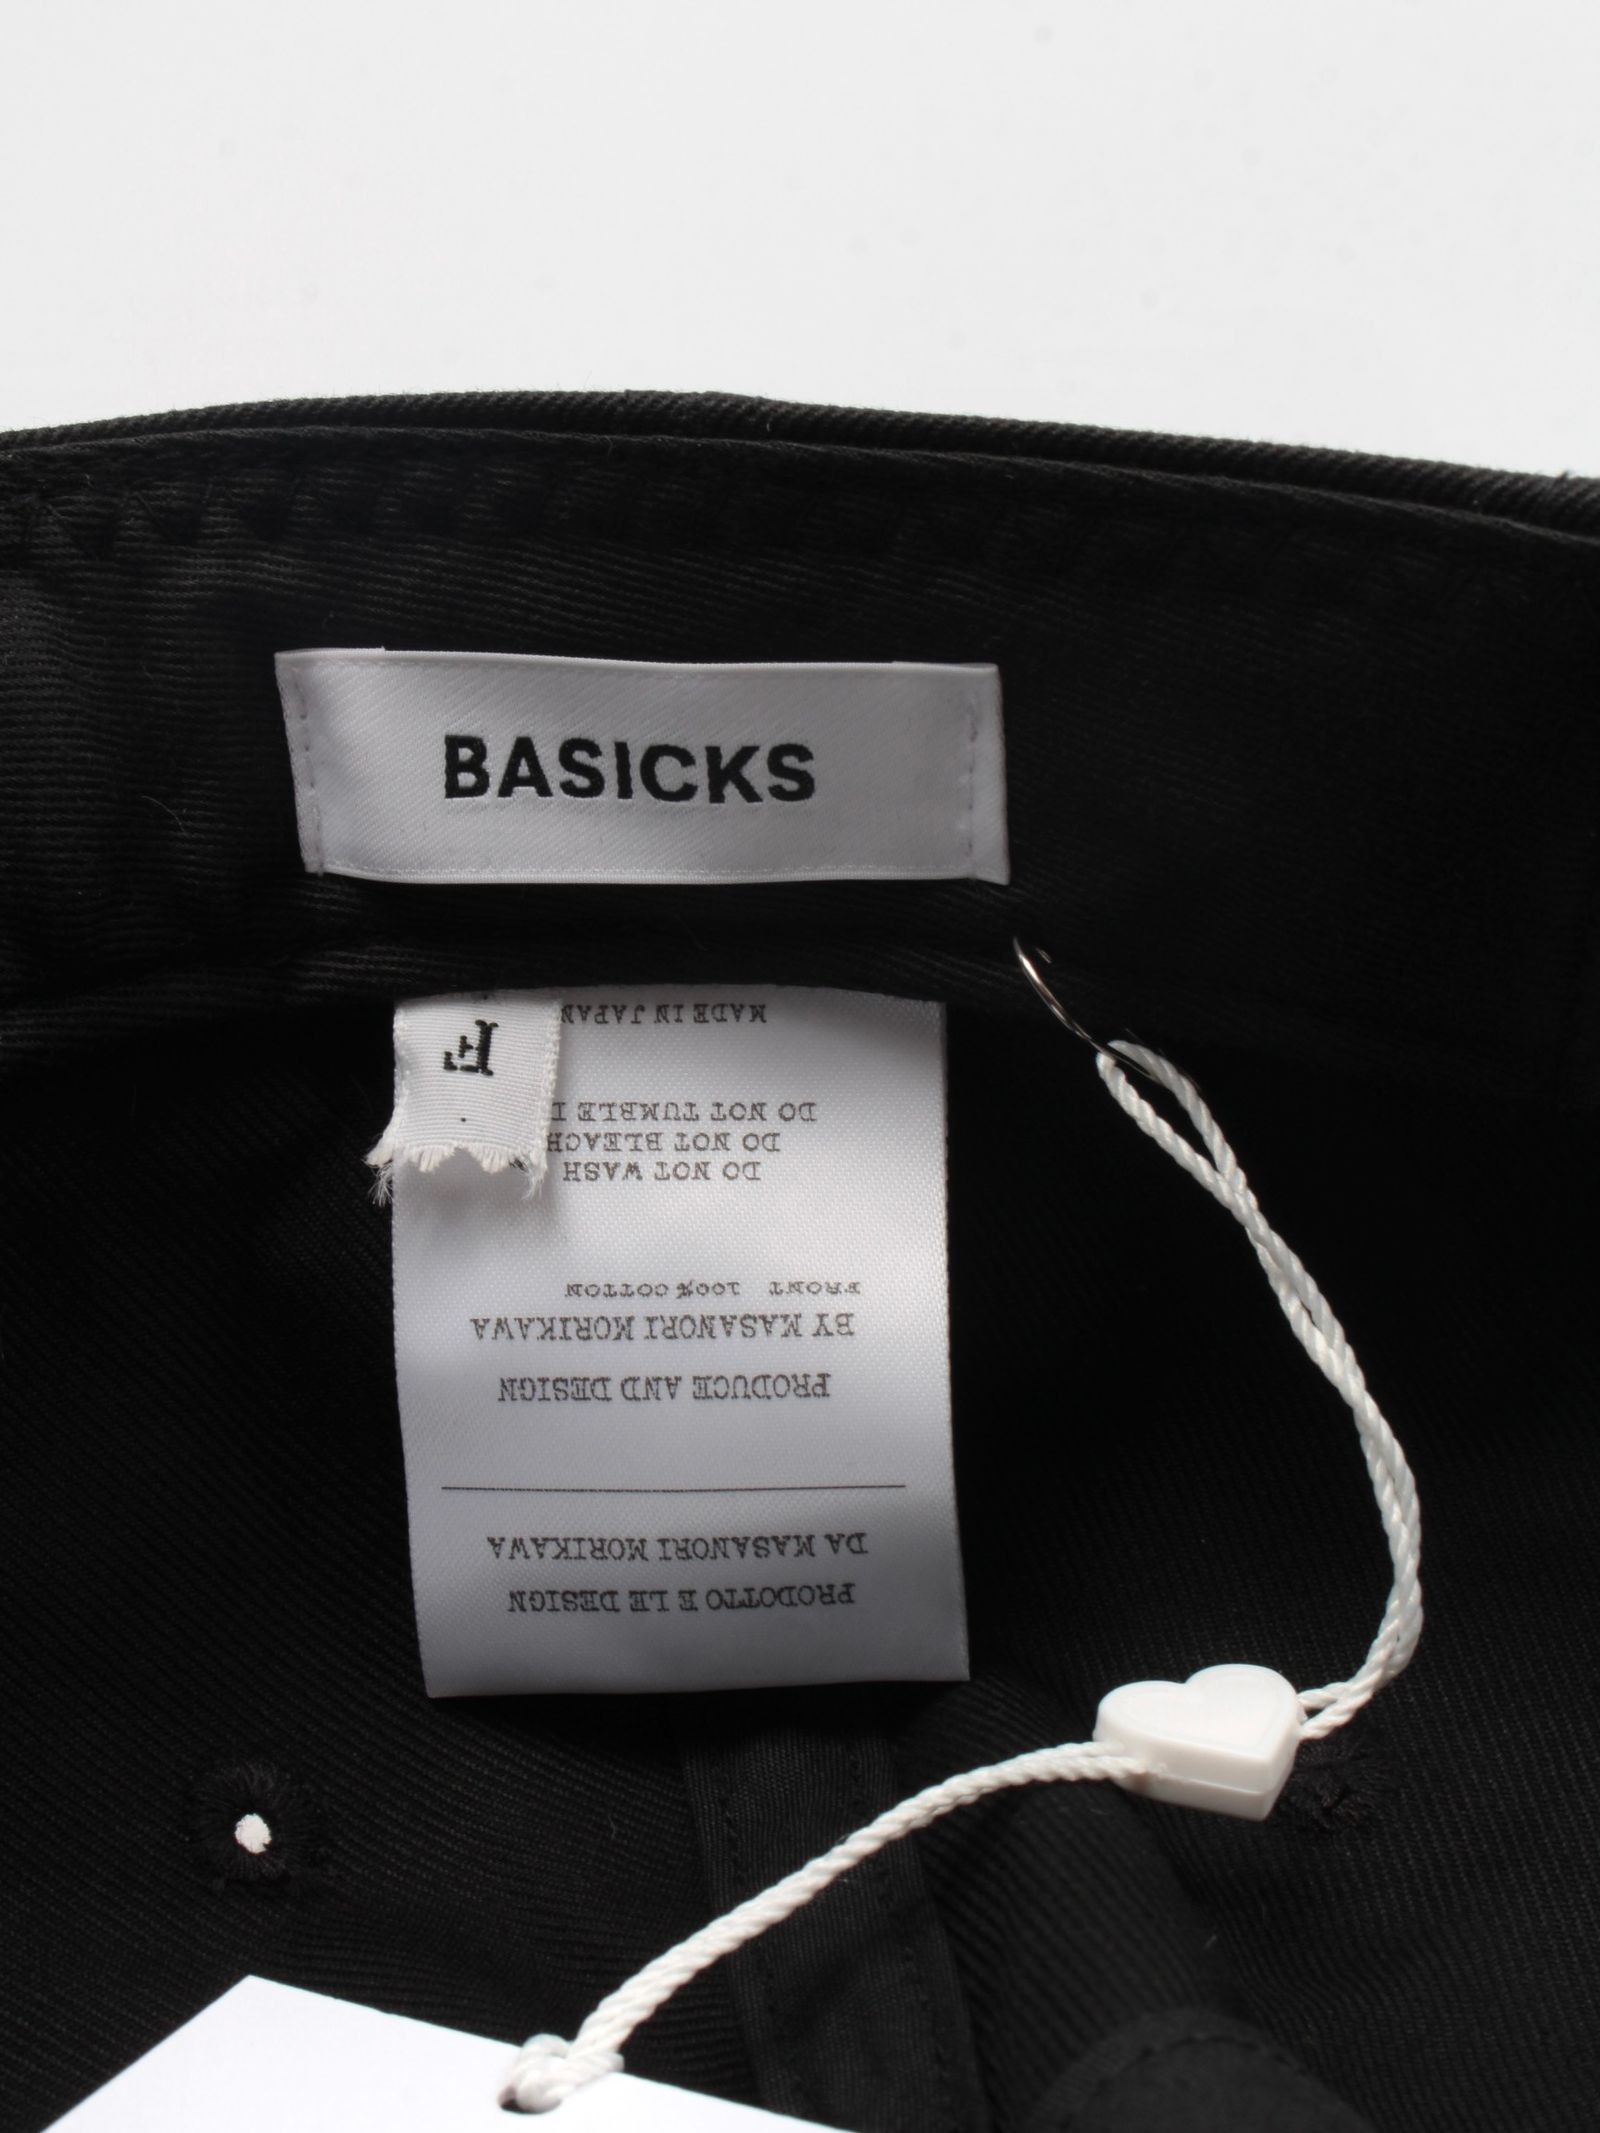 BASICKS
PRODOTTO E LE DESIGN
DA MASANORI MORIKAWA
PRODUCE AND DESIGN
BY MASANORI MORIKAWA
FRONT 100% COTTON
DO NOT WASH
DO NOT BLEACH
DO NOT TUMBLE
MADE IN JAPAN
F